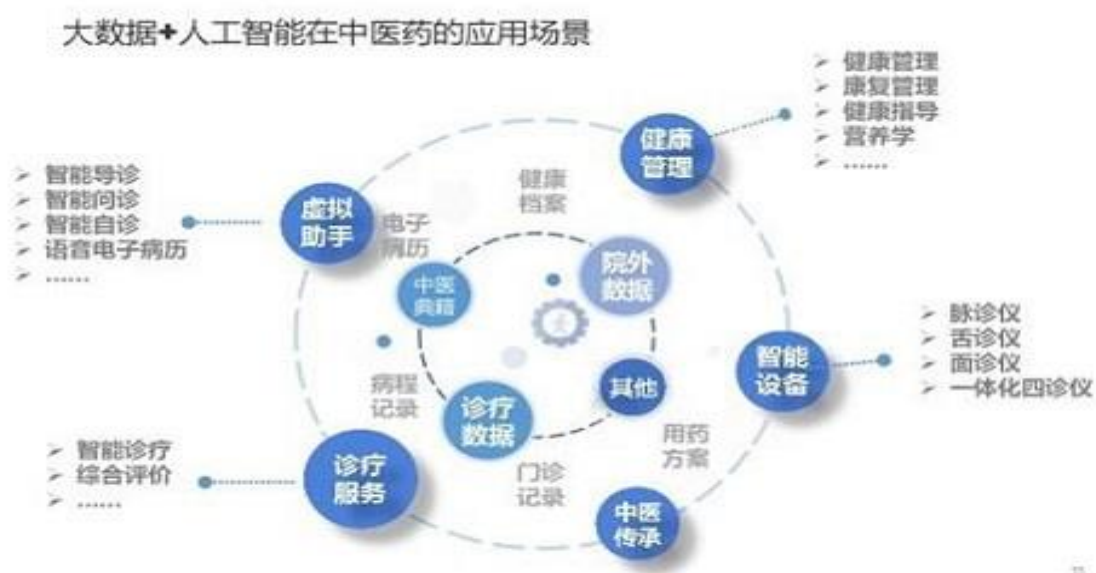 大数据+人工智能在中医药的应用场景
➢ 健康管理
➢ 康复管理
➢ 健康指导
➢ 营养学
➢ ......
健康
管理
➢ 智能导诊
➢ 智能问诊
➢ 智能自诊
➢ 语音电子病历
➢ ......
虚拟
助手
电子
病历
健康
档案
中医
典籍
院外
数据
➢ 脉诊仪
➢ 舌诊仪
➢ 面诊仪
➢ 一体化四诊仪
智能
设备
病程
记录
诊疗
数据
其他
用药
方案
➢ 智能诊疗
➢ 综合评价
➢ ......
诊疗
服务
门诊
记录
中医
传承